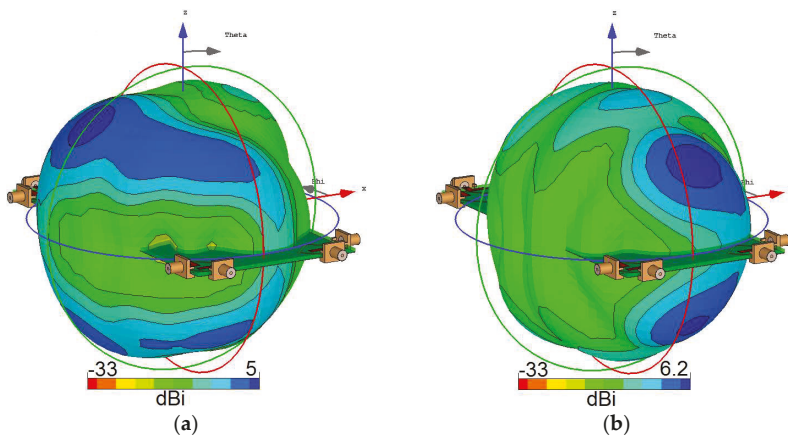 z
Theta
Phi
x
-33 5
dBi
(a)
z
Theta
Phi
x
-33 6.2
dBi
(b)